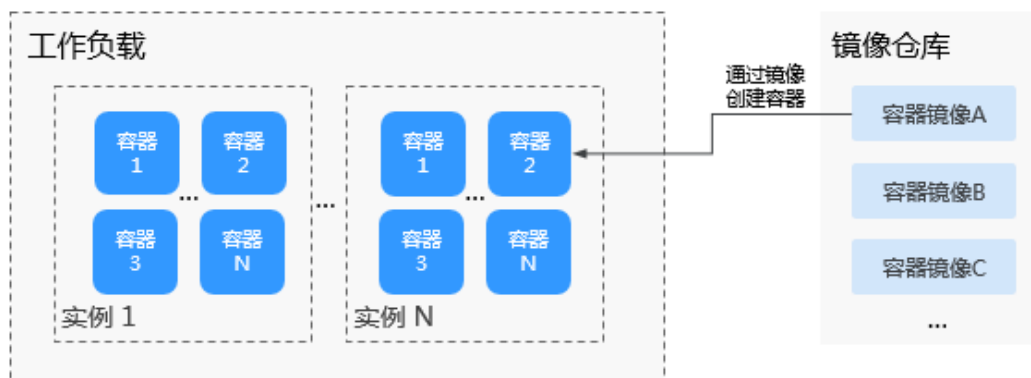 工作负载
容器
1
容器
2
...
容器
3
容器
N
实例 1
...
容器
1
容器
2
...
容器
3
容器
N
实例 N
通过镜像
创建容器
镜像仓库
容器镜像A
容器镜像B
容器镜像C
...